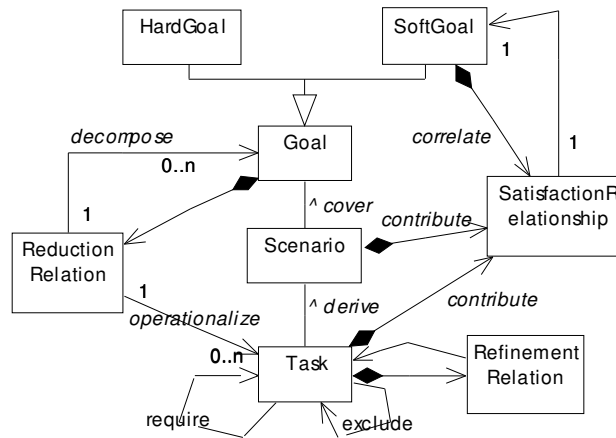 HardGoal
SoftGoal
1
decompose
correlate
1
Goal
0..n
^ cover
contribute
SatisfactionR
elationship
1
Reduction
Relation
Scenario
1
operationalize
^ derive
contribute
0..n
Task
Refinement
Relation
require
exclude